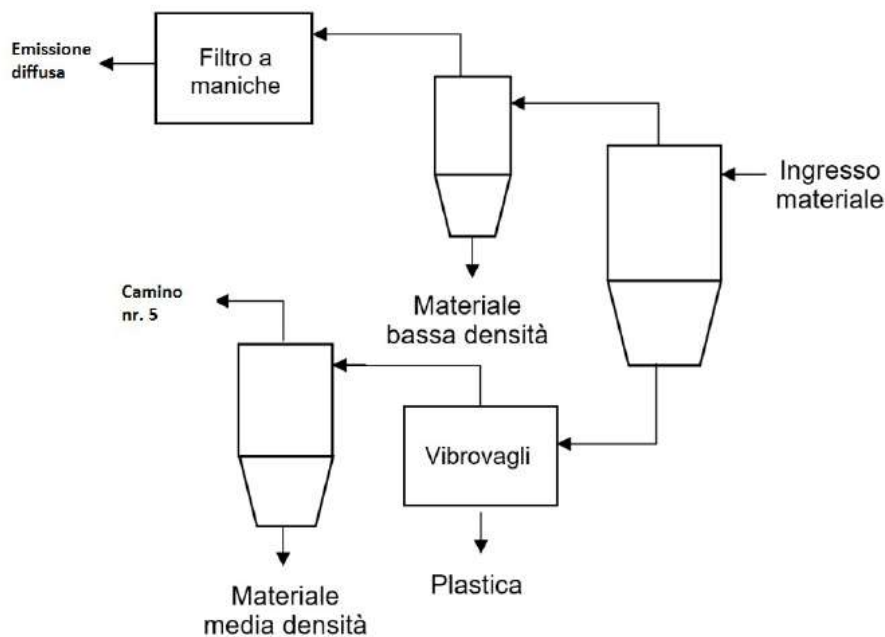 Emissione
diffusa
Filtro a
maniche
Ingresso
materiale
Materiale
bassa densità
Camino
nr. 5
Vibrovagli
Plastica
Materiale
media densità